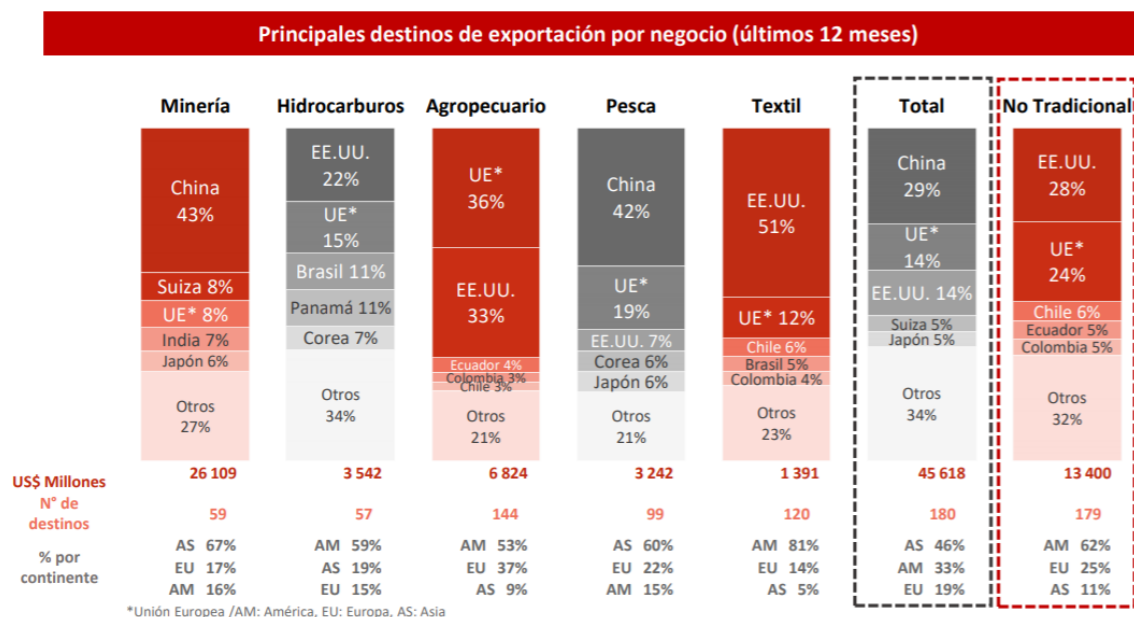 Principales destinos de exportación por negocio (últimos 12 meses)
Minería
China
43%
Suiza 8%
UE* 8%
India 7%
Japón 6%
Otros
27%
Hidrocarburos
EE.UU.
22%
UE*
15%
Brasil 11%
Panamá 11%
Corea 7%
Otros
34%
Agropecuario
UE*
36%
EE.UU.
33%
Ecuador 4%
Colombia 3%
Chile 3%
Otros
21%
Pesca
China
42%
UE*
19%
EE.UU. 7%
Corea 6%
Japón 6%
Otros
21%
Textil
EE.UU.
51%
UE* 12%
Chile 6%
Brasil 5%
Colombia 4%
Otros
23%
Total
China
29%
UE*
14%
EE.UU. 14%
Suiza 5%
Japón 5%
Otros
34%
No Tradicional
EE.UU.
28%
UE*
24%
Chile 6%
Ecuador 5%
Colombia 5%
Otros
32%
US$ Millones 26 109 3 542 6 824 3 242 1 391 45 618 13 400
N° de
destinos 59 57 144 99 120 180 179
% por
continente
AS 67% AM 59% AM 53% AS 60% AM 81% AS 46% AM 62%
EU 17% AS 19% EU 37% EU 22% EU 14% AM 33% EU 25%
AM 16% EU 15% AS 9% AM 15% AS 5% EU 19% AS 11%
*Unión Europea /AM: América, EU: Europa, AS: Asia